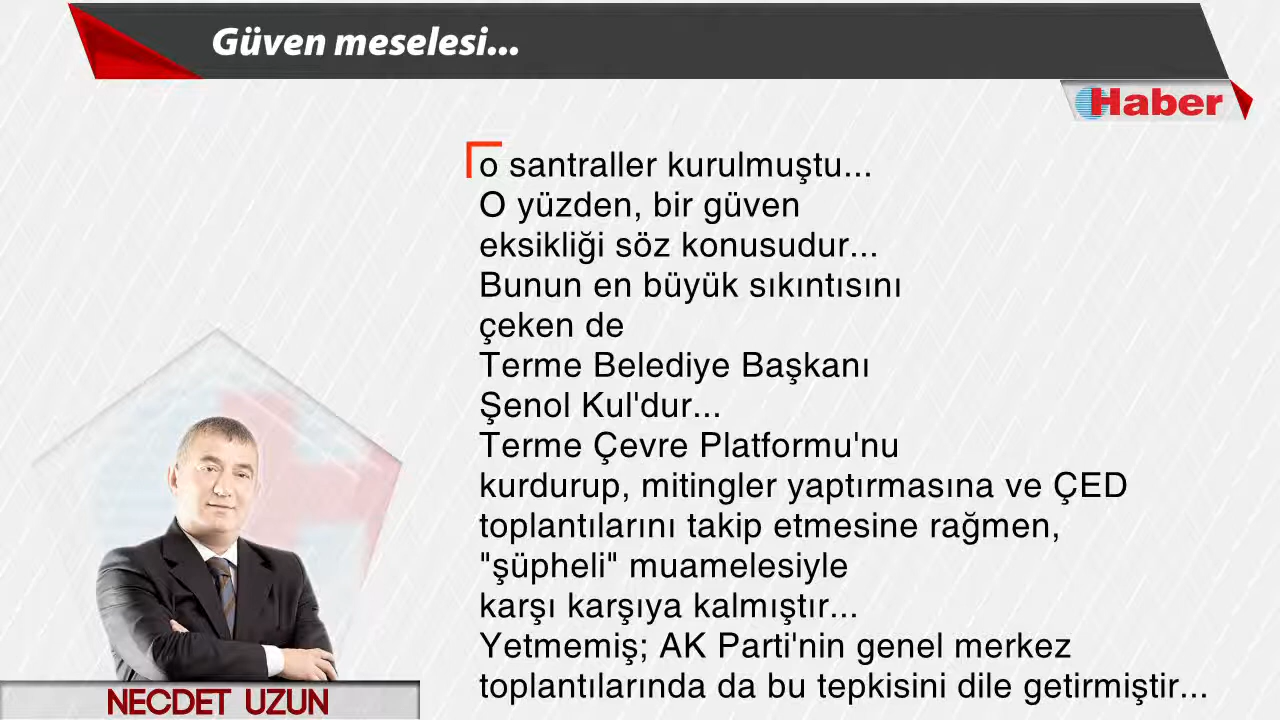 Güven meselesi...
Haber
o santraller kurulmuştu...
O yüzden, bir güven
eksikliği söz konusudur...
Bunun en büyük sıkıntısını
çeken de
Terme Belediye Başkanı
Şenol Kul'dur...
Terme Çevre Platformu'nu
kurdurup, mitingler yaptırmasına ve ÇED
toplantılarını takip etmesine rağmen,
"şüpheli" muamelesiyle
karşı karşıya kalmıştır...
Yetmemiş; AK Parti'nin genel merkez
toplantılarında da bu tepkisini dile getirmiştir...
NECDET UZUN